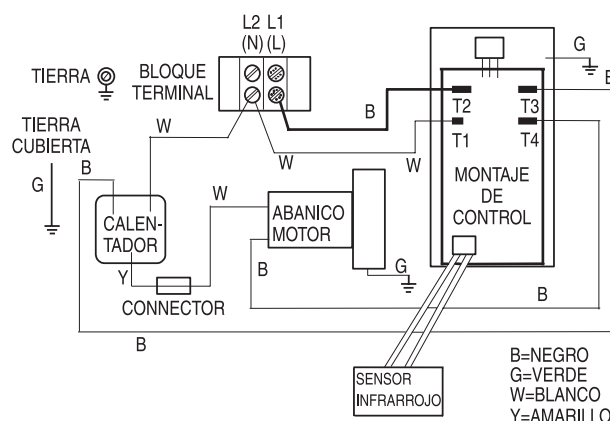 L2 L1
(N) (L)
TIERRA
BLOQUE
TERMINAL
G
B
T2 T3
T1 T4
TIERRA
CUBIERTA
W
B
W
W
MONTAJE
DE
CONTROL
G
W
ABANICO
MOTOR
CALEN-
TADOR
B
G
Y
CONNECTOR
B
B
SENSOR
INFRARROJO
B=NEGRO
G=VERDE
W=BLANCO
Y=AMARILLO